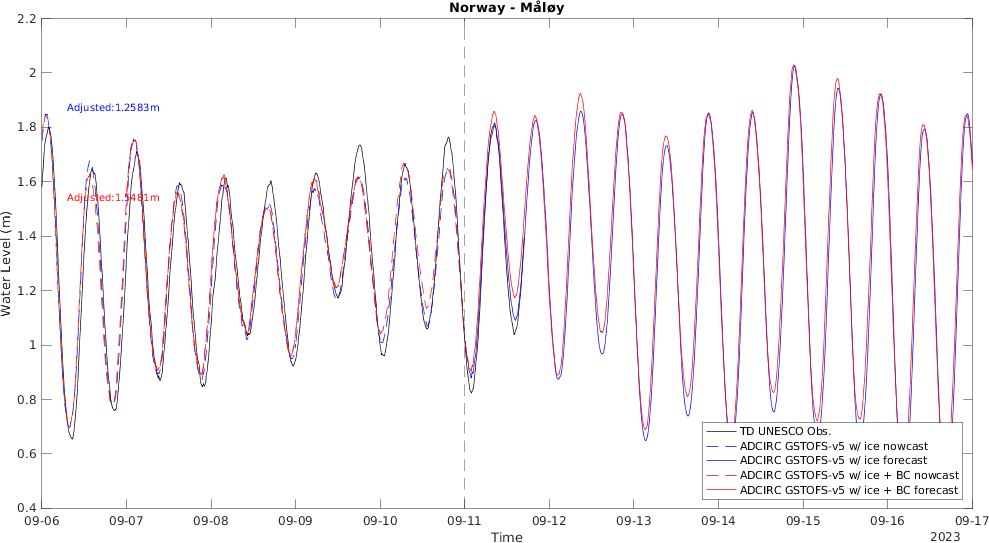 Norway - Måløy
2.2
2
1.8
1.6
1.4
1.2
1
0.8
0.6
0.4
Water Level (m)
Adjusted:1.2583m
Adjusted:1.5481m
TD UNESCO Obs.
ADCIRC GSTOFS-v5 w/ ice nowcast
ADCIRC GSTOFS-v5 w/ ice forecast
ADCIRC GSTOFS-v5 w/ ice + BC nowcast
ADCIRC GSTOFS-v5 w/ ice + BC forecast
09-06 09-07 09-08 09-09 09-10 09-11 09-12 09-13 09-14 09-15 09-16 09-17
Time
2023